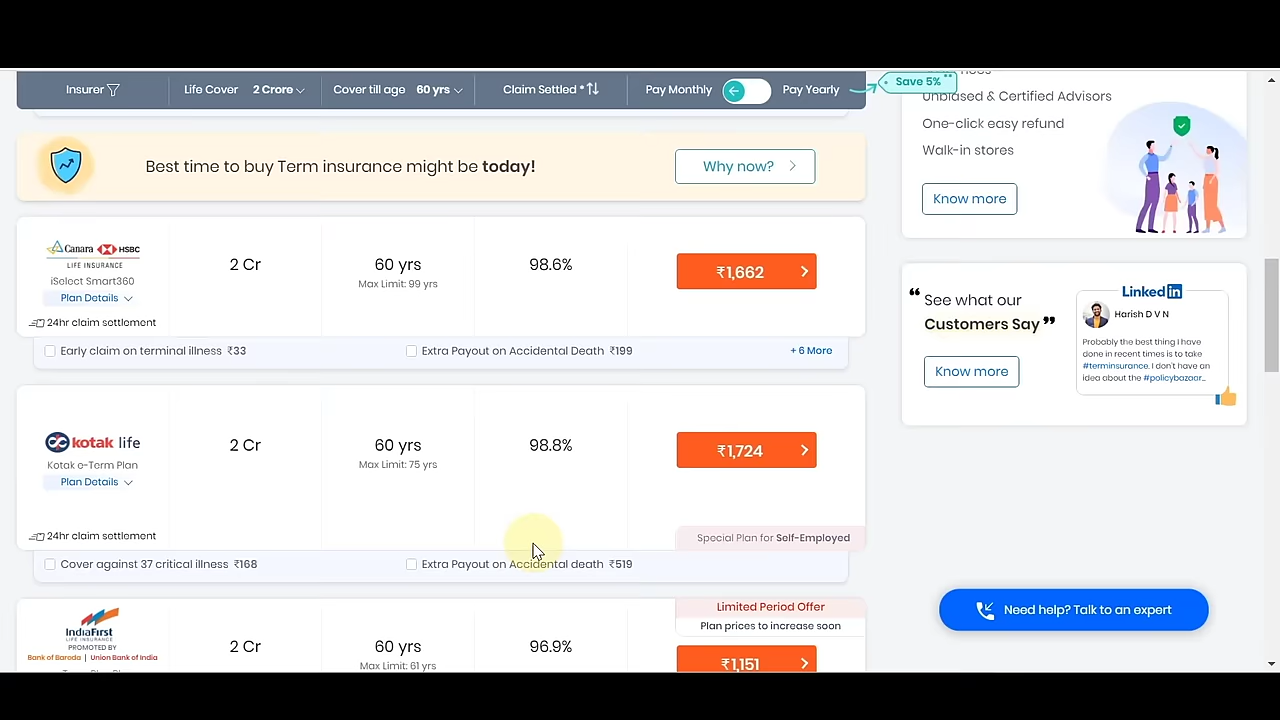 Insurer
Life Cover 2 Crore
Cover till age 60 yrs
Claim Settled *
Pay Monthly
Pay Yearly
Save 5%
Unbiased & Certified Advisors
One-click easy refund
Walk-in stores
Know more
Best time to buy Term insurance might be today!
Why now?
Canara HSBC
LIFE INSURANCE
iSelect Smart360
Plan Details
24hr claim settlement
2 Cr
60 yrs
Max Limit: 99 yrs
98.6%
₹1,662
Early claim on terminal illness ₹33
Extra Payout on Accidental Death ₹199
+ 6 More
See what our
Customers Say
Know more
Linked in
Harish D V N
Probably the best thing I have
done in recent times is to take
#terminsurance. I don't have an
idea about the #policybazaar...
kotak life
Kotak e-Term Plan
Plan Details
24hr claim settlement
2 Cr
60 yrs
Max Limit: 75 yrs
98.8%
₹1,724
Special Plan for Self-Employed
Cover against 37 critical illness ₹168
Extra Payout on Accidental death ₹519
IndiaFirst
LIFE INSURANCE
PROMOTED BY
Bank of Baroda | Union Bank of India
2 Cr
60 yrs
Max Limit: 61 yrs
96.9%
Limited Period Offer
Plan prices to increase soon
₹1,151
Need help? Talk to an expert